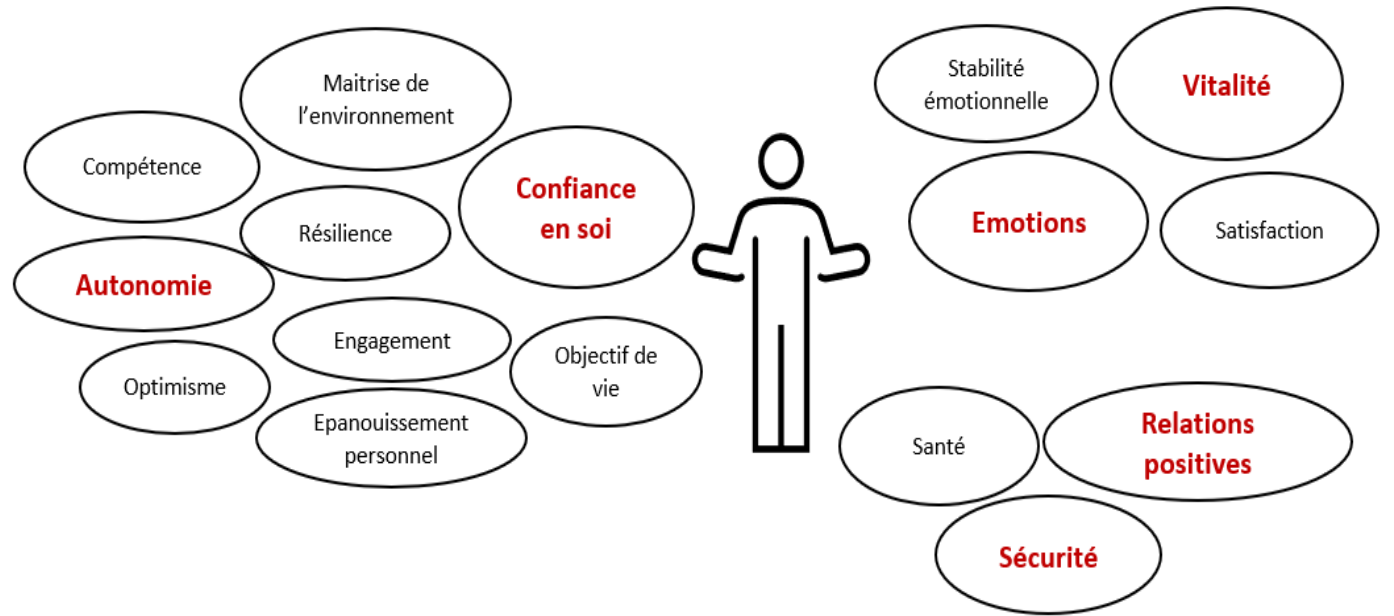 Maitrise de
l'environnement
Compétence
Confiance
en soi
Résilience
Autonomie
Engagement
Objectif de
vie
Optimisme
Epanouissement
personnel
Stabilité
émotionnelle
Vitalité
Emotions
Satisfaction
Santé
Relations
positives
Sécurité